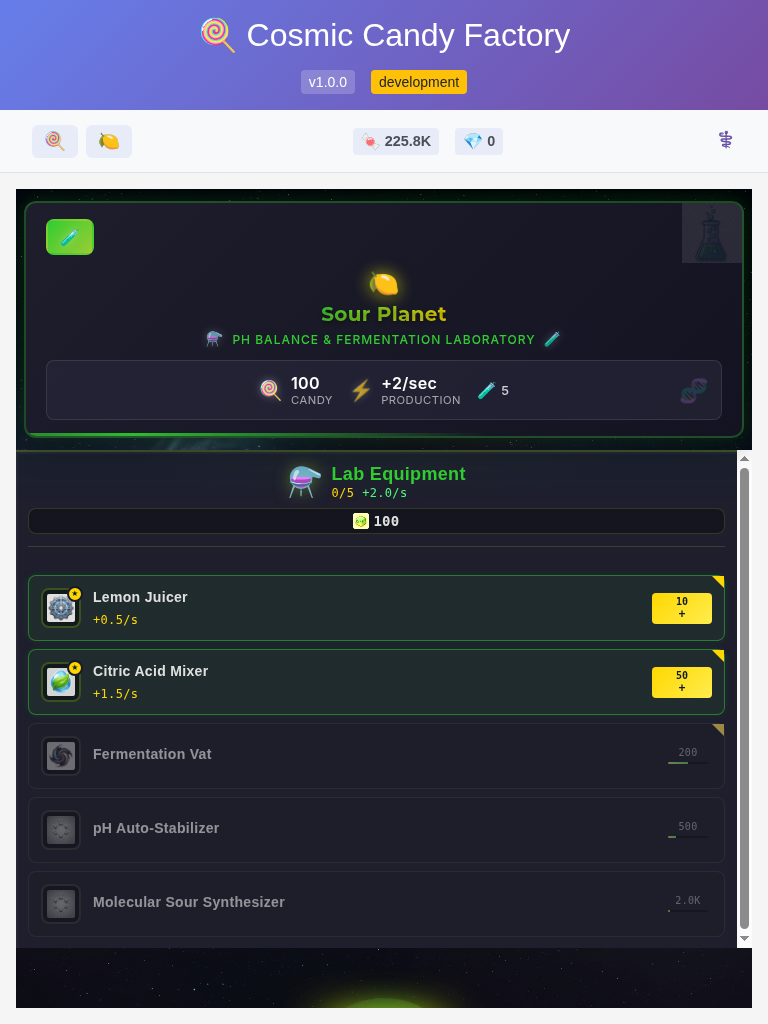 Cosmic Candy Factory
v1.0.0 development
225.8K 0
Sour Planet
PH BALANCE & FERMENTATION LABORATORY
100 CANDY
+2/sec PRODUCTION
5
Lab Equipment
0/5 +2.0/s
100
Lemon Juicer
+0.5/s
10
+
Citric Acid Mixer
+1.5/s
50
+
Fermentation Vat
200
pH Auto-Stabilizer
500
Molecular Sour Synthesizer
2.0K